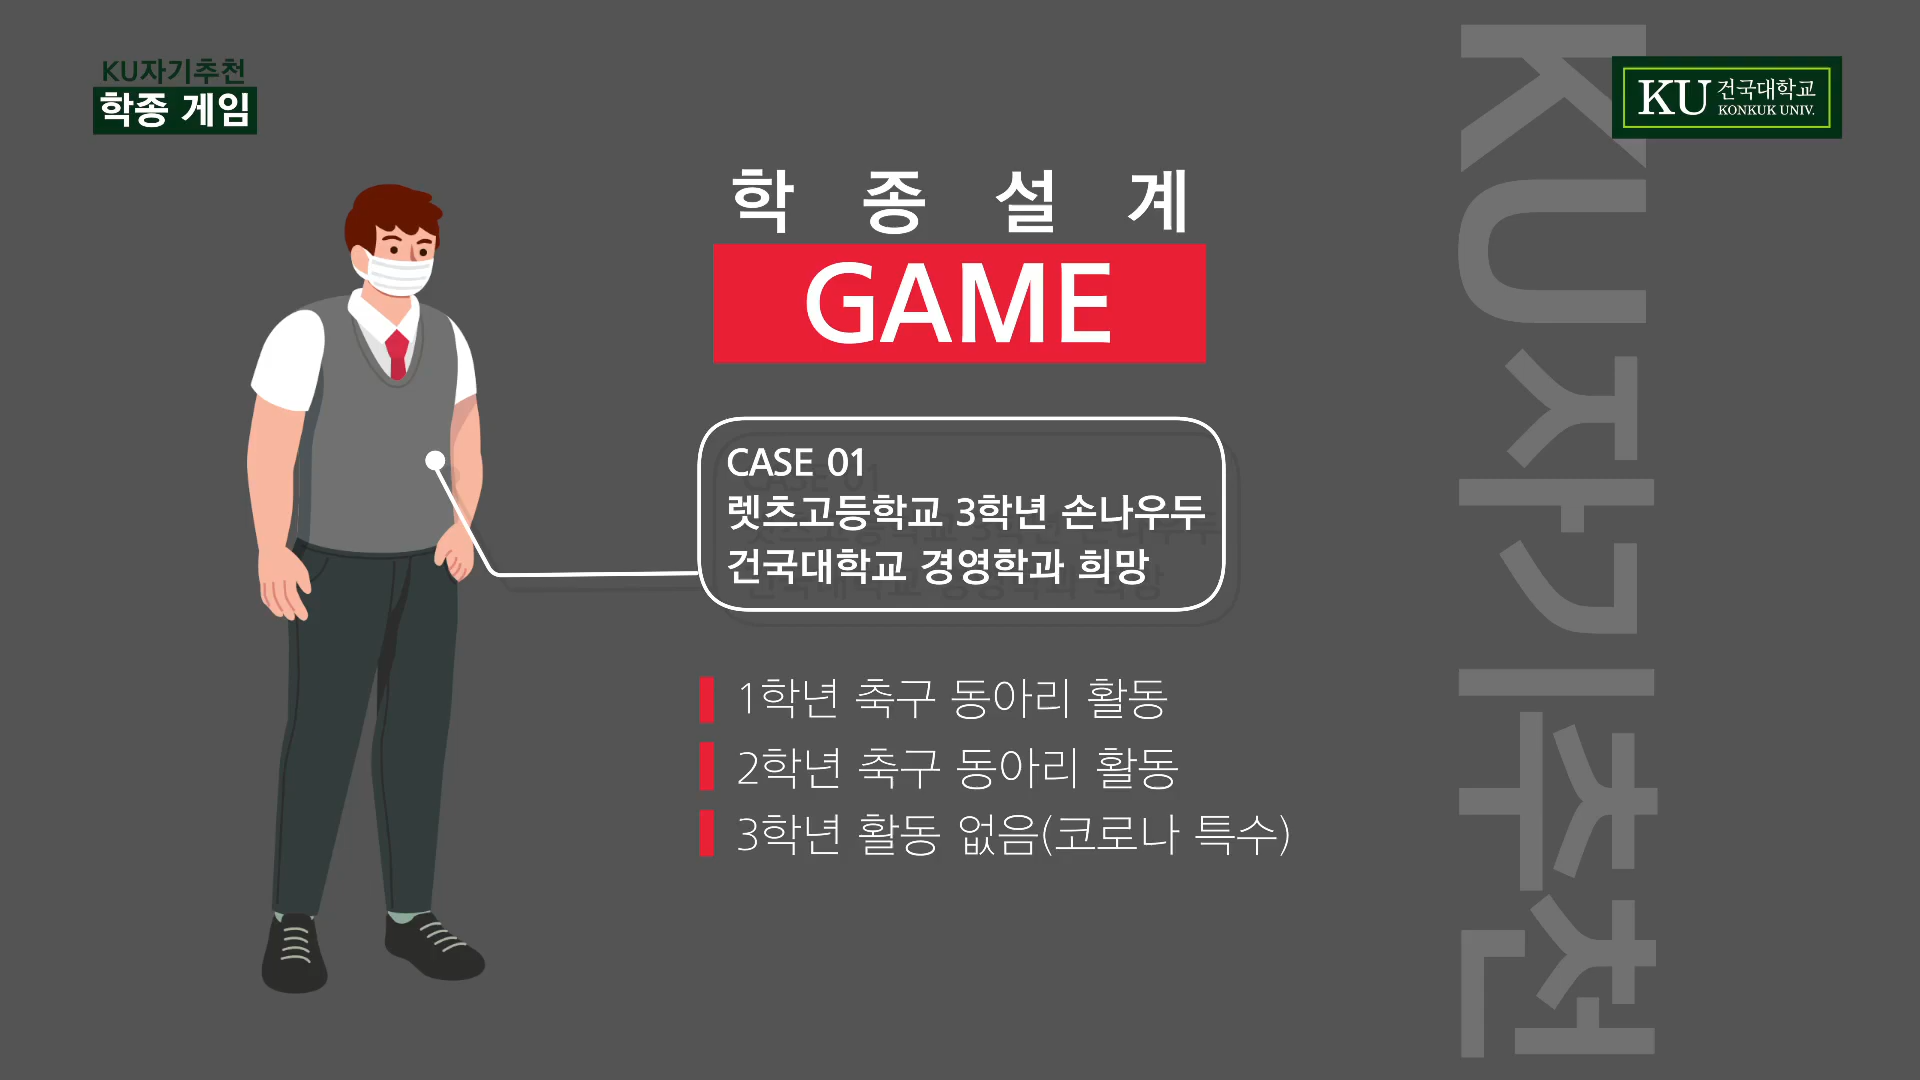 KU자기추천
학종 게임
KU 건국대학교
KONKUK UNIV.
학종설계
GAME
CASE 01
렛츠고등학교 3학년 손나우두
건국대학교 경영학과 희망
1학년 축구 동아리 활동
2학년 축구 동아리 활동
3학년 활동 없음(코로나 특수)
KU자기추천